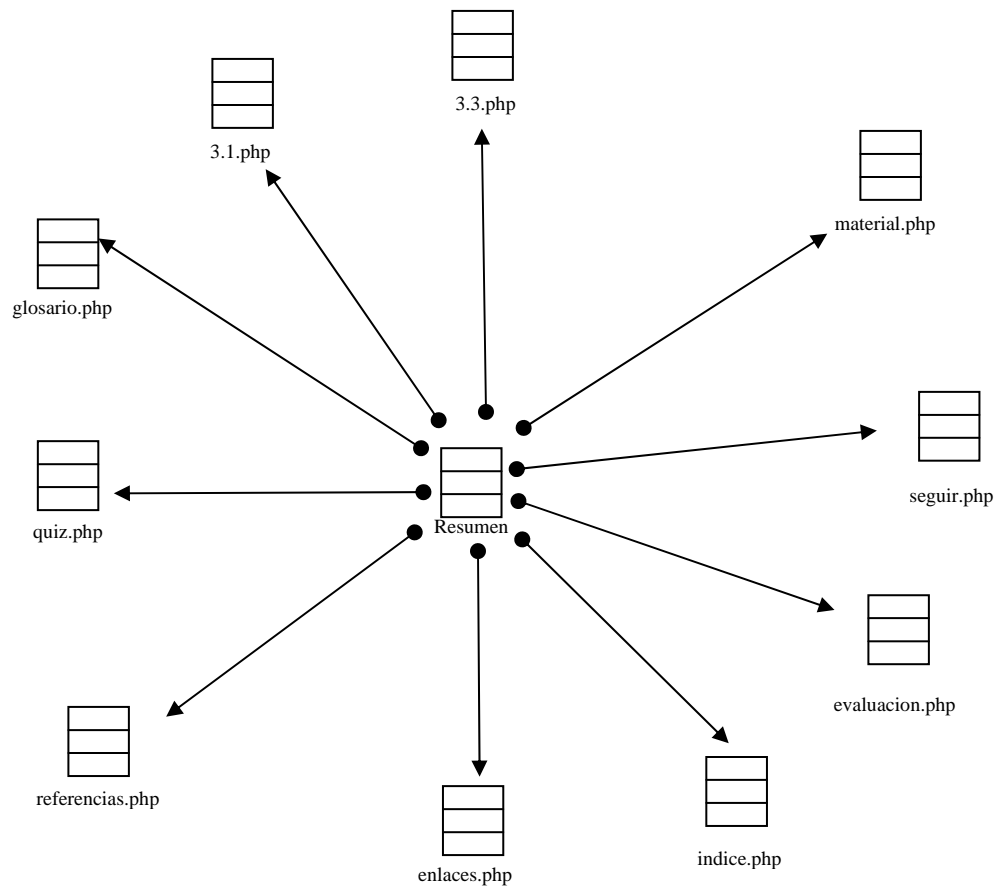 3.3.php
3.1.php
material.php
glosario.php
seguir.php
quiz.php
Resumen
evaluacion.php
referencias.php
indice.php
enlaces.php